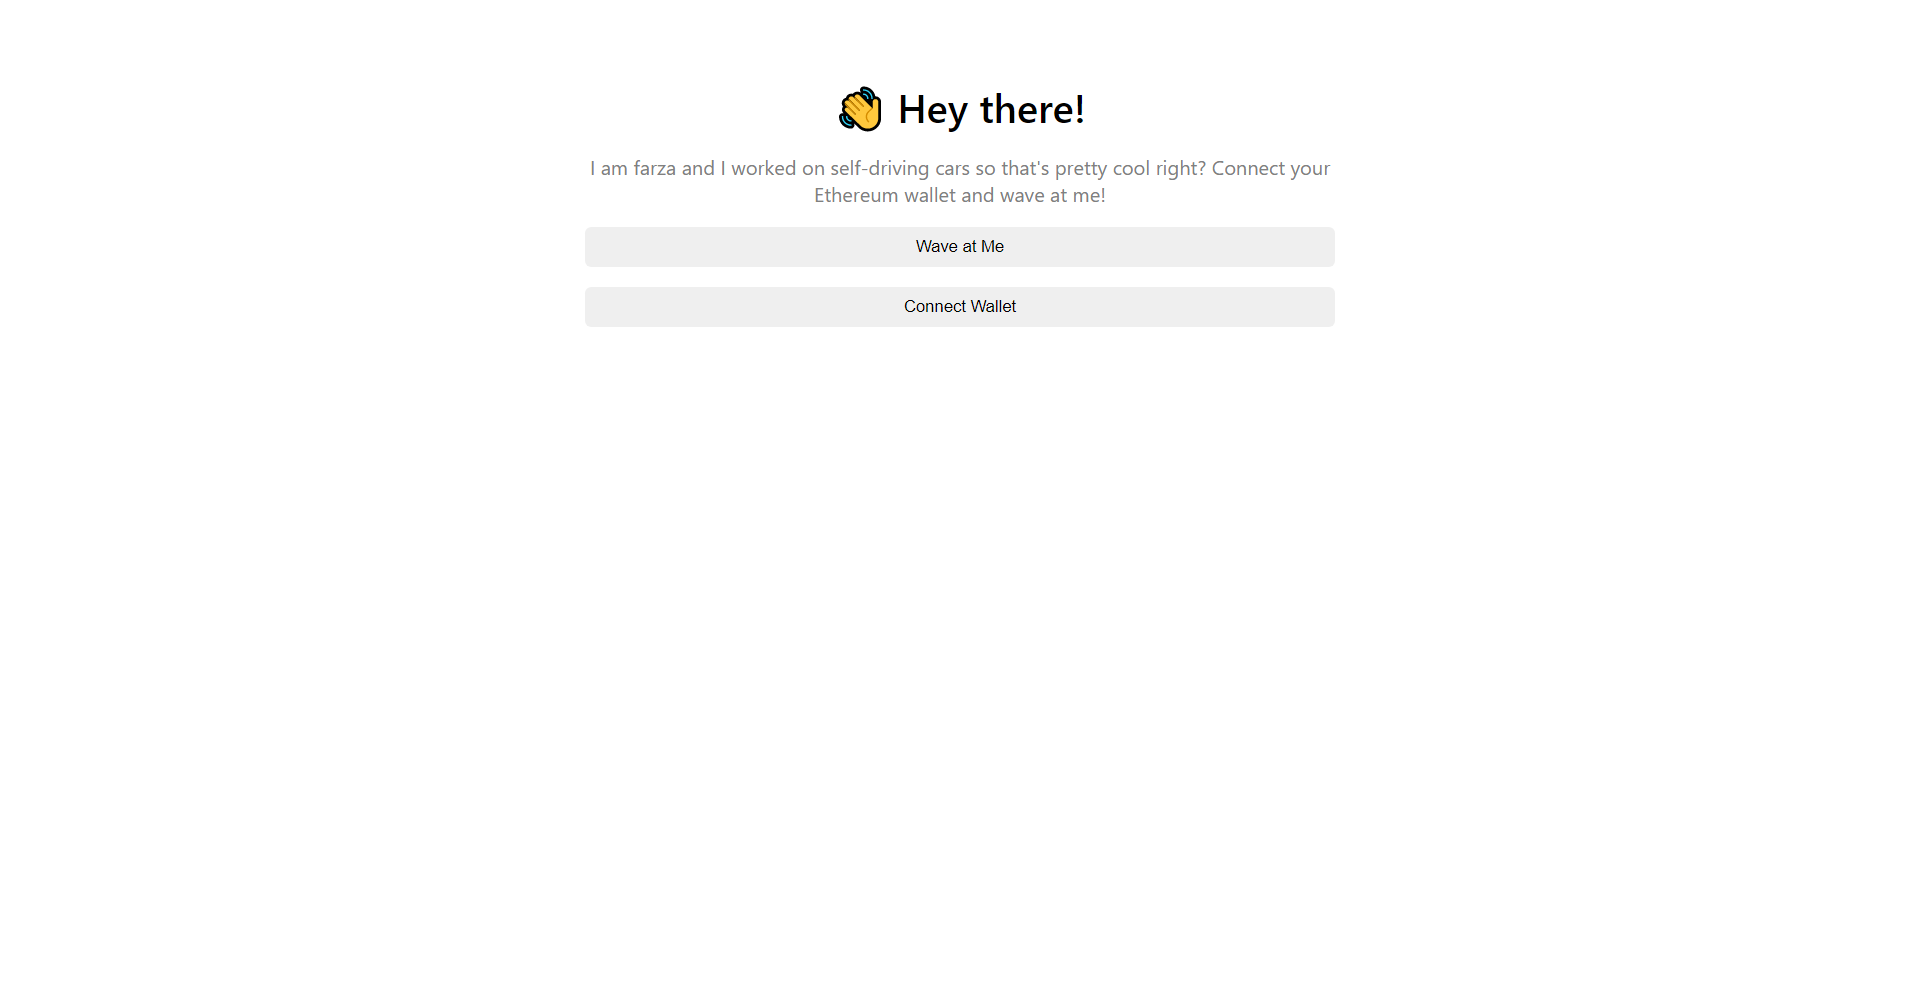 👋 Hey there!
I am farza and I worked on self-driving cars so that's pretty cool right? Connect your
Ethereum wallet and wave at me!
Wave at Me
Connect Wallet